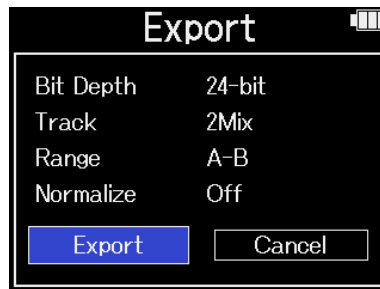 Export
Bit Depth 24-bit
Track 2Mix
Range A-B
Normalize Off
Export Cancel